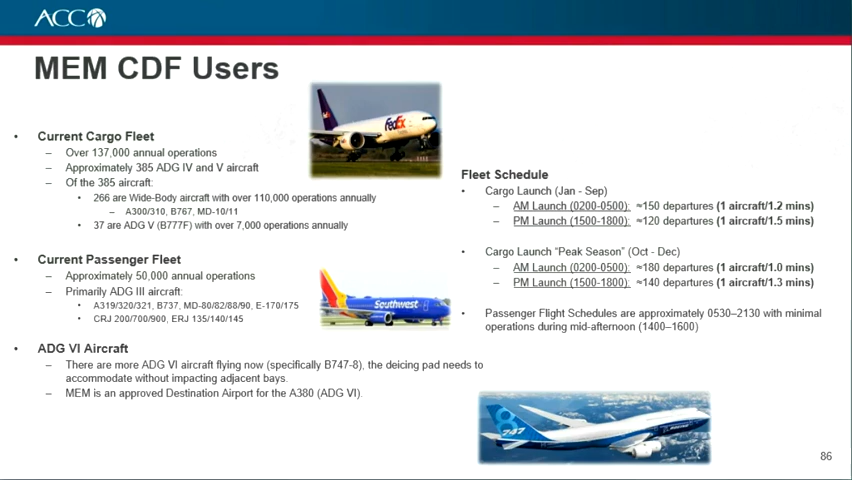 ACC
MEM CDF Users
FedEx
• Current Cargo Fleet
– Over 137,000 annual operations
– Approximately 385 ADG IV and V aircraft
– Of the 385 aircraft:
• 266 are Wide-Body aircraft with over 110,000 operations annually
– A300/310, B767, MD-10/11
• 37 are ADG V (B777F) with over 7,000 operations annually
• Current Passenger Fleet
– Approximately 50,000 annual operations
– Primarily ADG III aircraft:
• A319/320/321, B737, MD-80/82/88/90, E-170/175
• CRJ 200/700/900, ERJ 135/140/145
Southwest
• ADG VI Aircraft
– There are more ADG VI aircraft flying now (specifically B747-8), the deicing pad needs to
accommodate without impacting adjacent bays.
– MEM is an approved Destination Airport for the A380 (ADG VI).
Fleet Schedule
• Cargo Launch (Jan - Sep)
– AM Launch (0200-0500): ≈150 departures (1 aircraft/1.2 mins)
– PM Launch (1500-1800): ≈120 departures (1 aircraft/1.5 mins)
• Cargo Launch “Peak Season” (Oct - Dec)
– AM Launch (0200-0500): ≈180 departures (1 aircraft/1.0 mins)
– PM Launch (1500-1800): ≈140 departures (1 aircraft/1.3 mins)
• Passenger Flight Schedules are approximately 0530–2130 with minimal
operations during mid-afternoon (1400–1600)
8
747
86